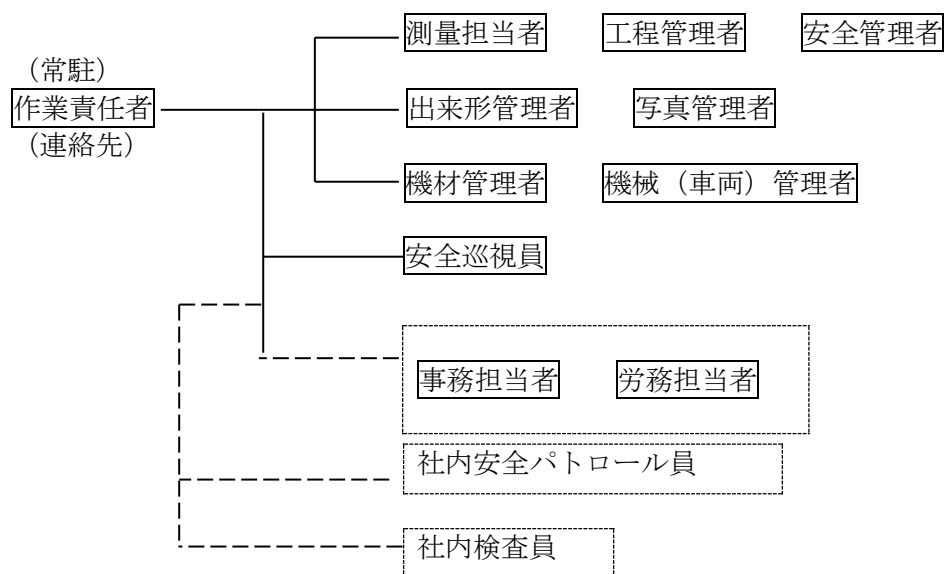 測量担当者 工程管理者 安全管理者
（常駐）
作業責任者 出来形管理者 写真管理者
（連絡先）
機材管理者 機械（車両）管理者
安全巡視員
事務担当者 労務担当者
社内安全パトロール員
社内検査員